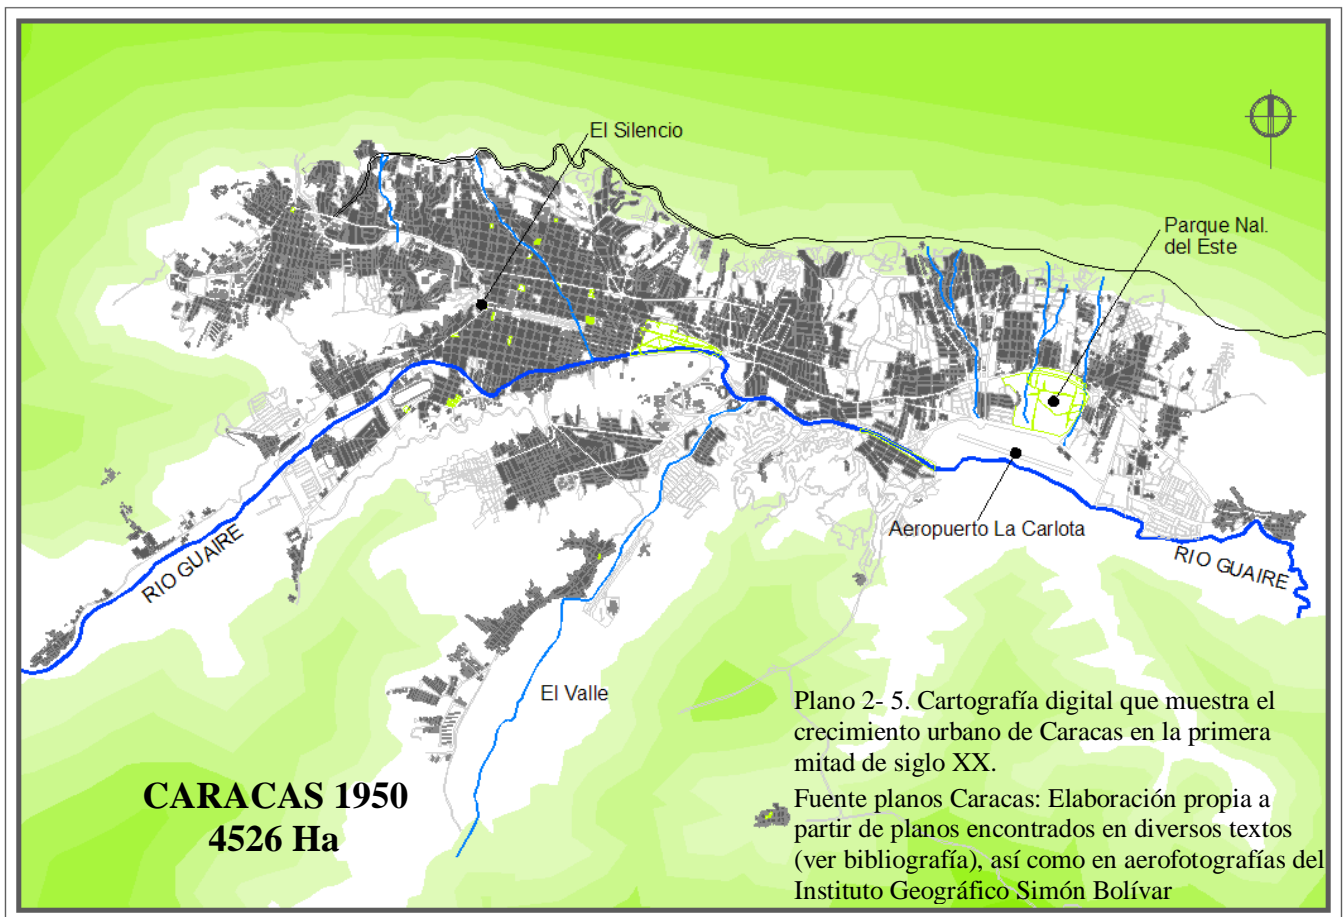 El Silencio
Parque Nal.
del Este
Aeropuerto La Carlota
RIO GUAIRE
RIO GUAIRE
El Valle
CARACAS 1950
4526 Ha
Plano 2- 5. Cartografía digital que muestra el
crecimiento urbano de Caracas en la primera
mitad de siglo XX.
Fuente planos Caracas: Elaboración propia a
partir de planos encontrados en diversos textos
(ver bibliografía), así como en aerofotografías del
Instituto Geográfico Simón Bolívar